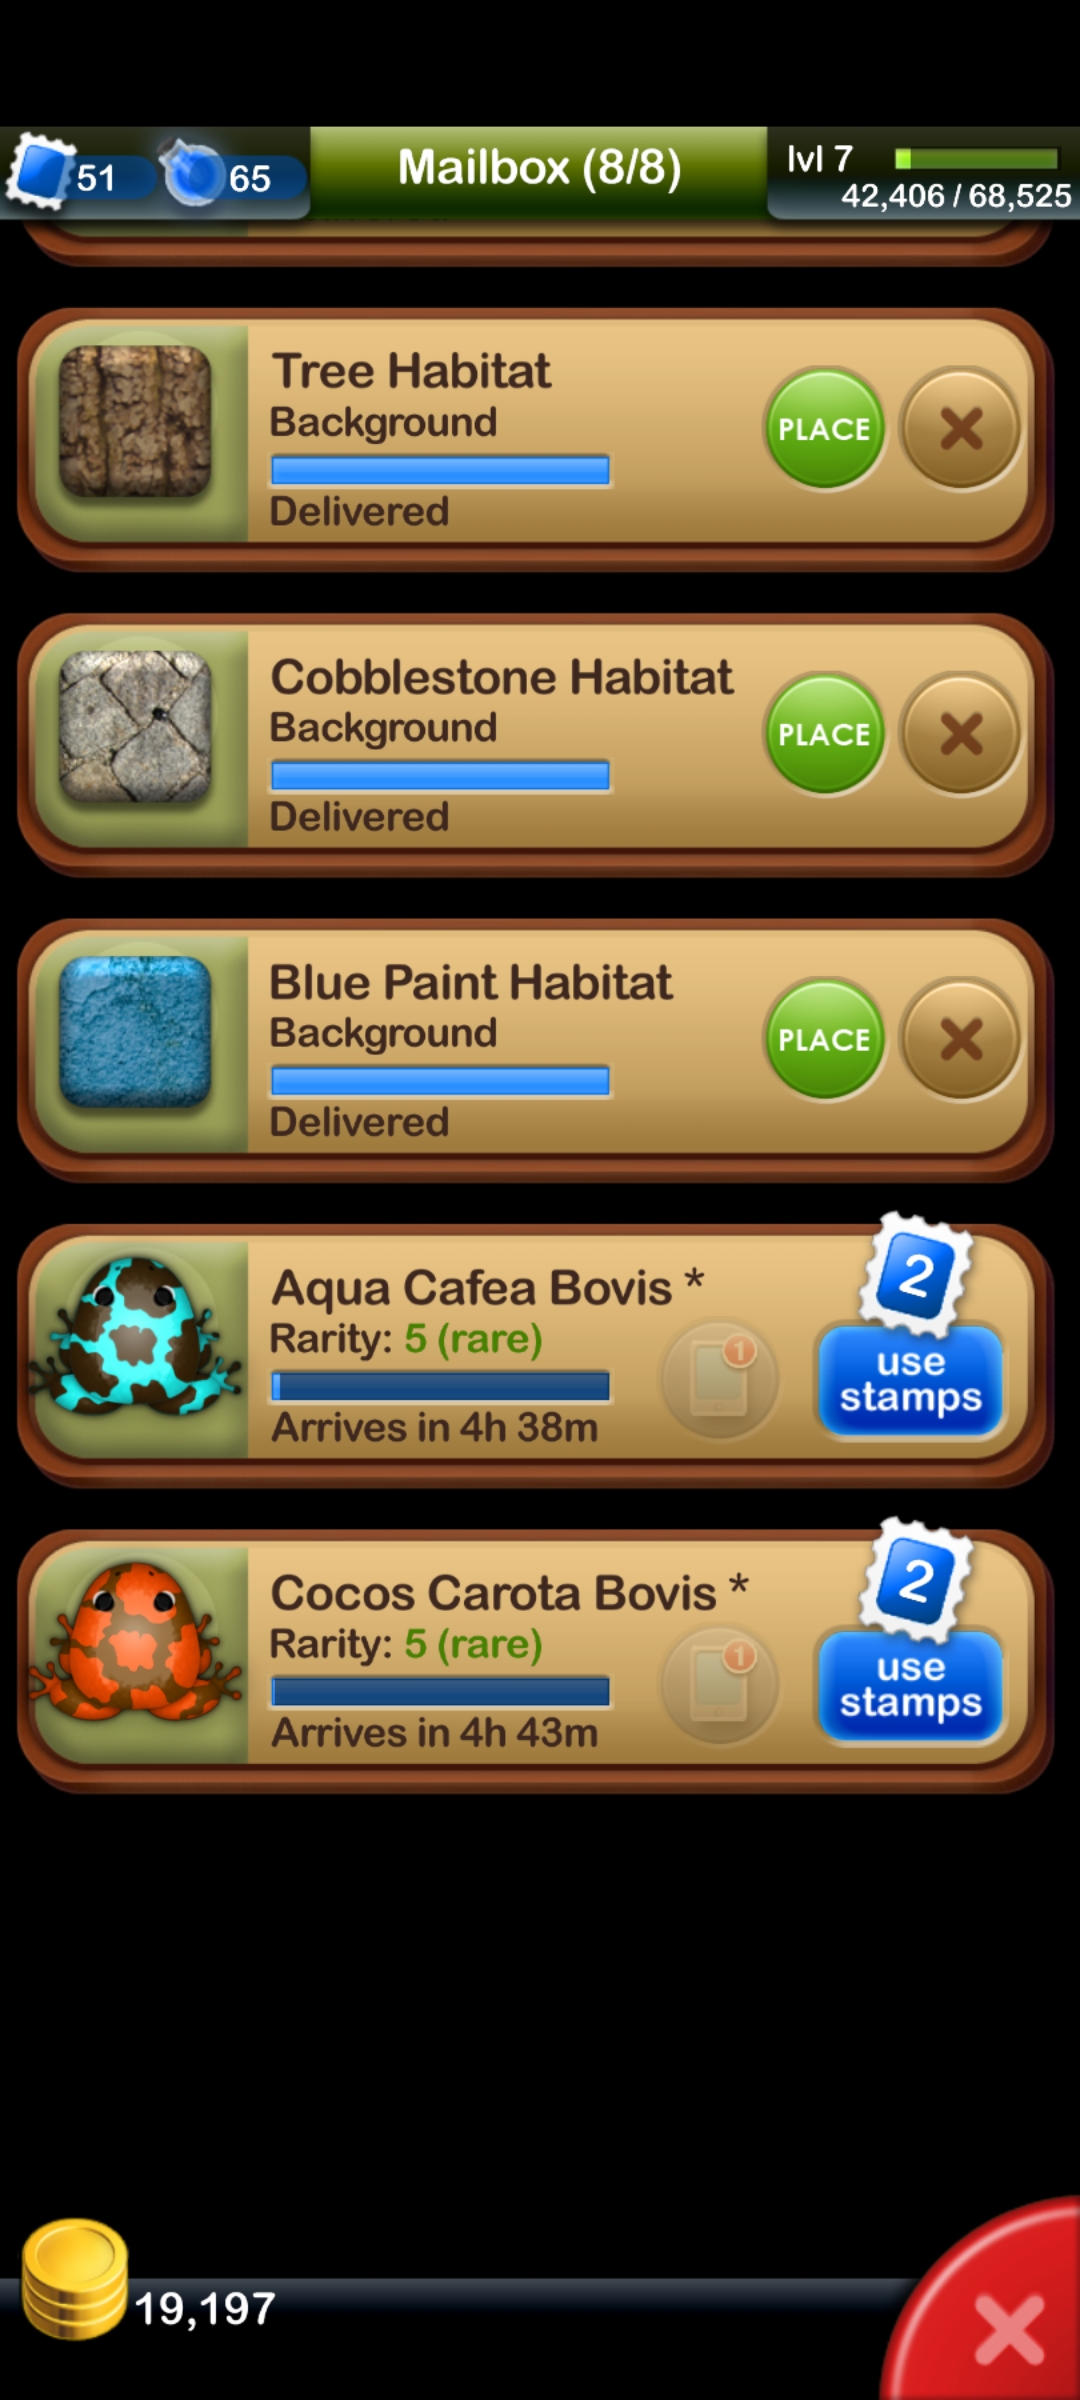 51
65
Mailbox (8/8)
lvl 7
42,406 / 68,525
Tree Habitat
Background
Delivered
PLACE
Cobblestone Habitat
Background
Delivered
PLACE
Blue Paint Habitat
Background
Delivered
PLACE
Aqua Cafea Bovis *
Rarity: 5 (rare)
Arrives in 4h 38m
1
2
use
stamps
Cocos Carota Bovis *
Rarity: 5 (rare)
Arrives in 4h 43m
1
2
use
stamps
19,197